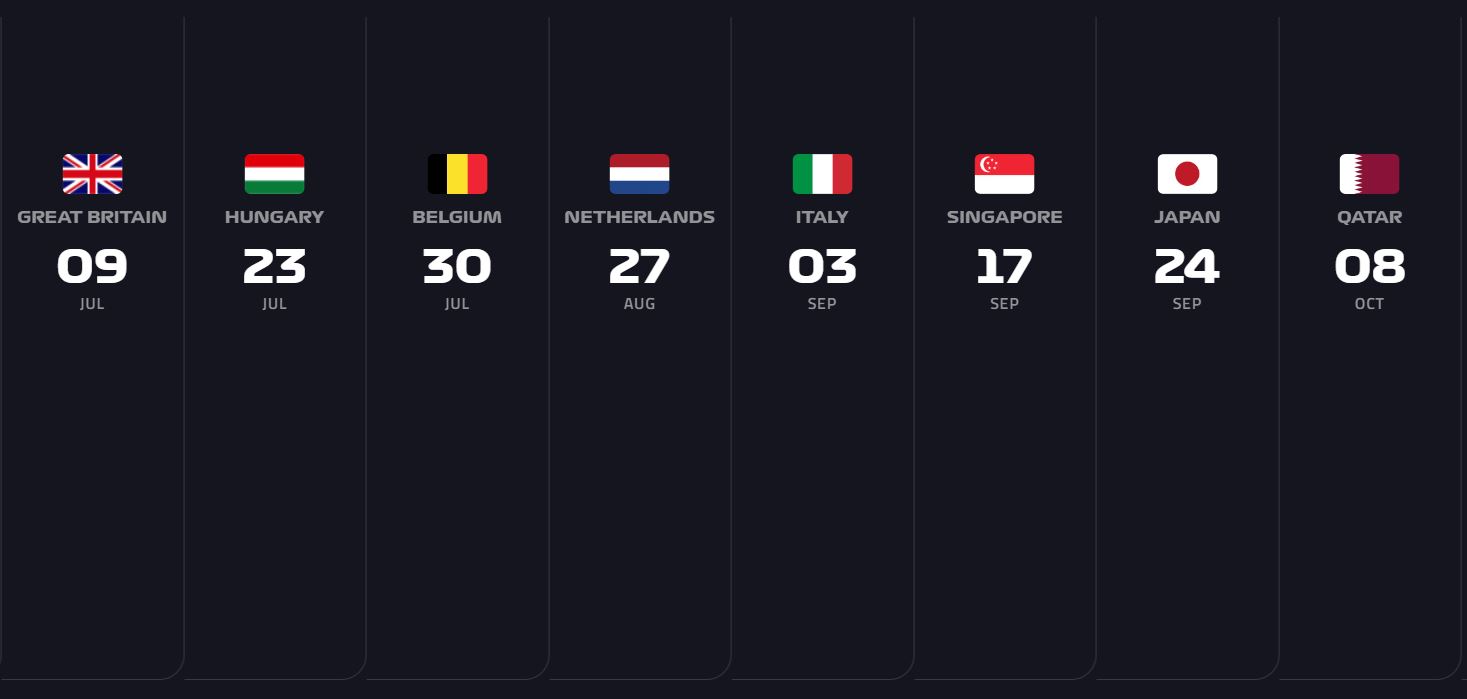 GREAT BRITAIN
09
JUL
HUNGARY
23
JUL
BELGIUM
30
JUL
NETHERLANDS
27
AUG
ITALY
03
SEP
SINGAPORE
17
SEP
JAPAN
24
SEP
QATAR
08
OCT